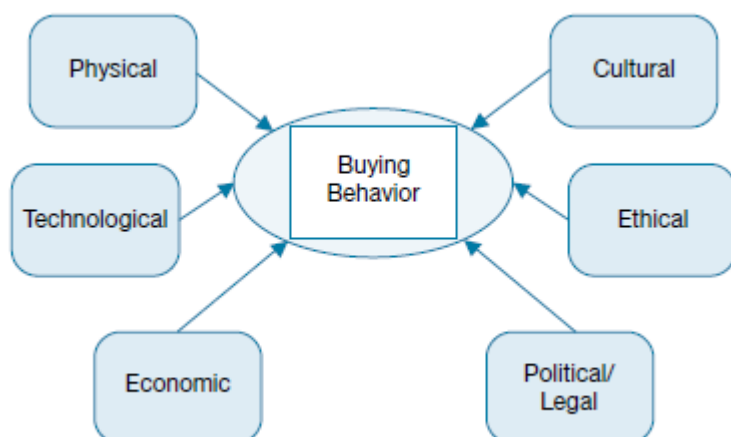 Physical
Cultural
Buying
Behavior
Technological
Ethical
Economic
Political/
Legal